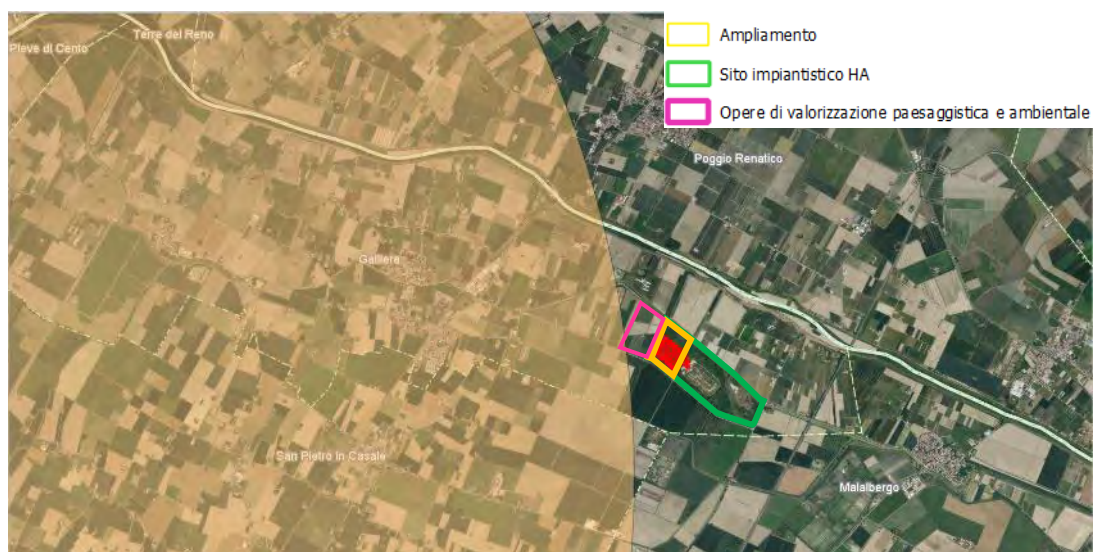 Ampliamento
Sito impiantistico HA
Opere di valorizzazione paesaggistica e ambientale
Terre del Reno
Pieve di Cento
Poggio Renatico
Galliera
San Pietro in Casale
Malalbergo